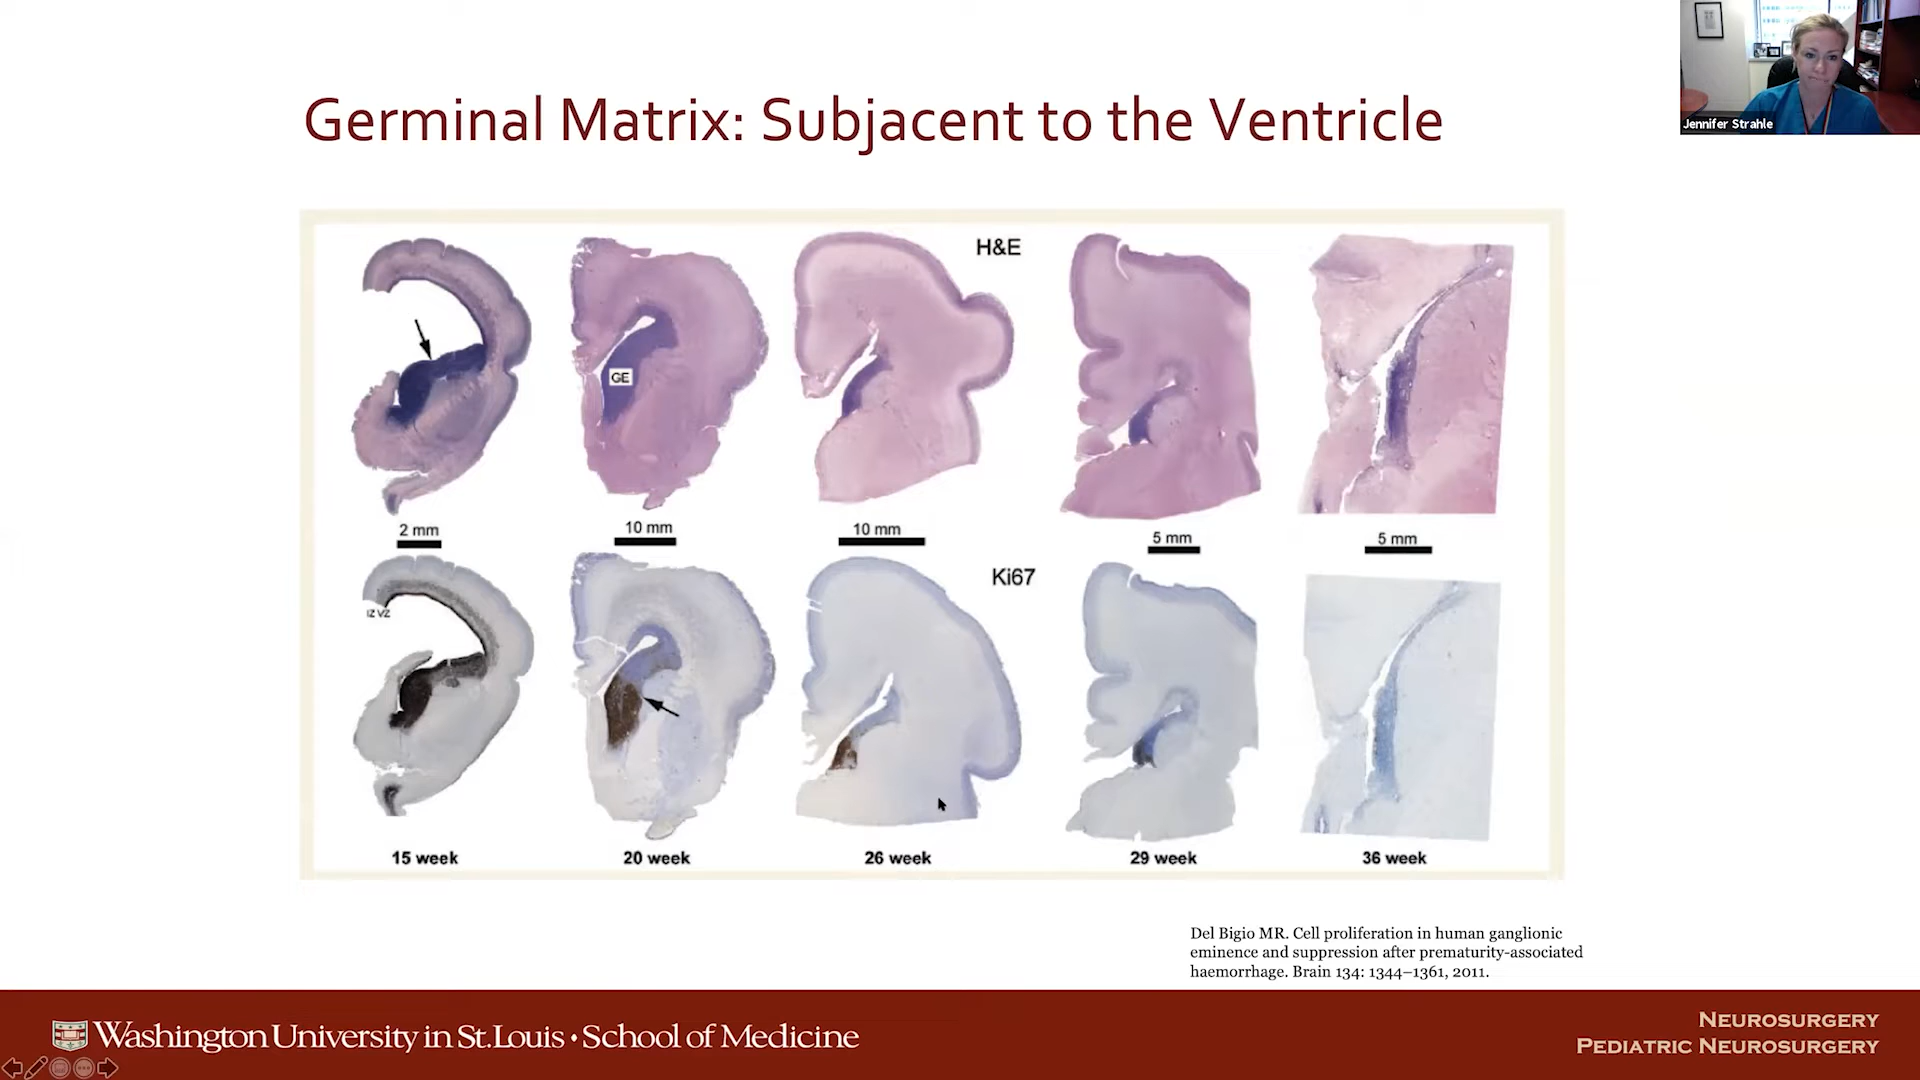 Germinal Matrix: Subjacent to the Ventricle
Jennifer Strahle
H&E
GE
2 mm
10 mm
10 mm
5 mm
5 mm
Ki67
IZ VZ
15 week
20 week
26 week
29 week
36 week
Del Bigio MR. Cell proliferation in human ganglionic
eminence and suppression after prematurity-associated
haemorrhage. Brain 134: 1344–1361, 2011.
Washington University in St. Louis • School of Medicine
Neurosurgery
Pediatric Neurosurgery